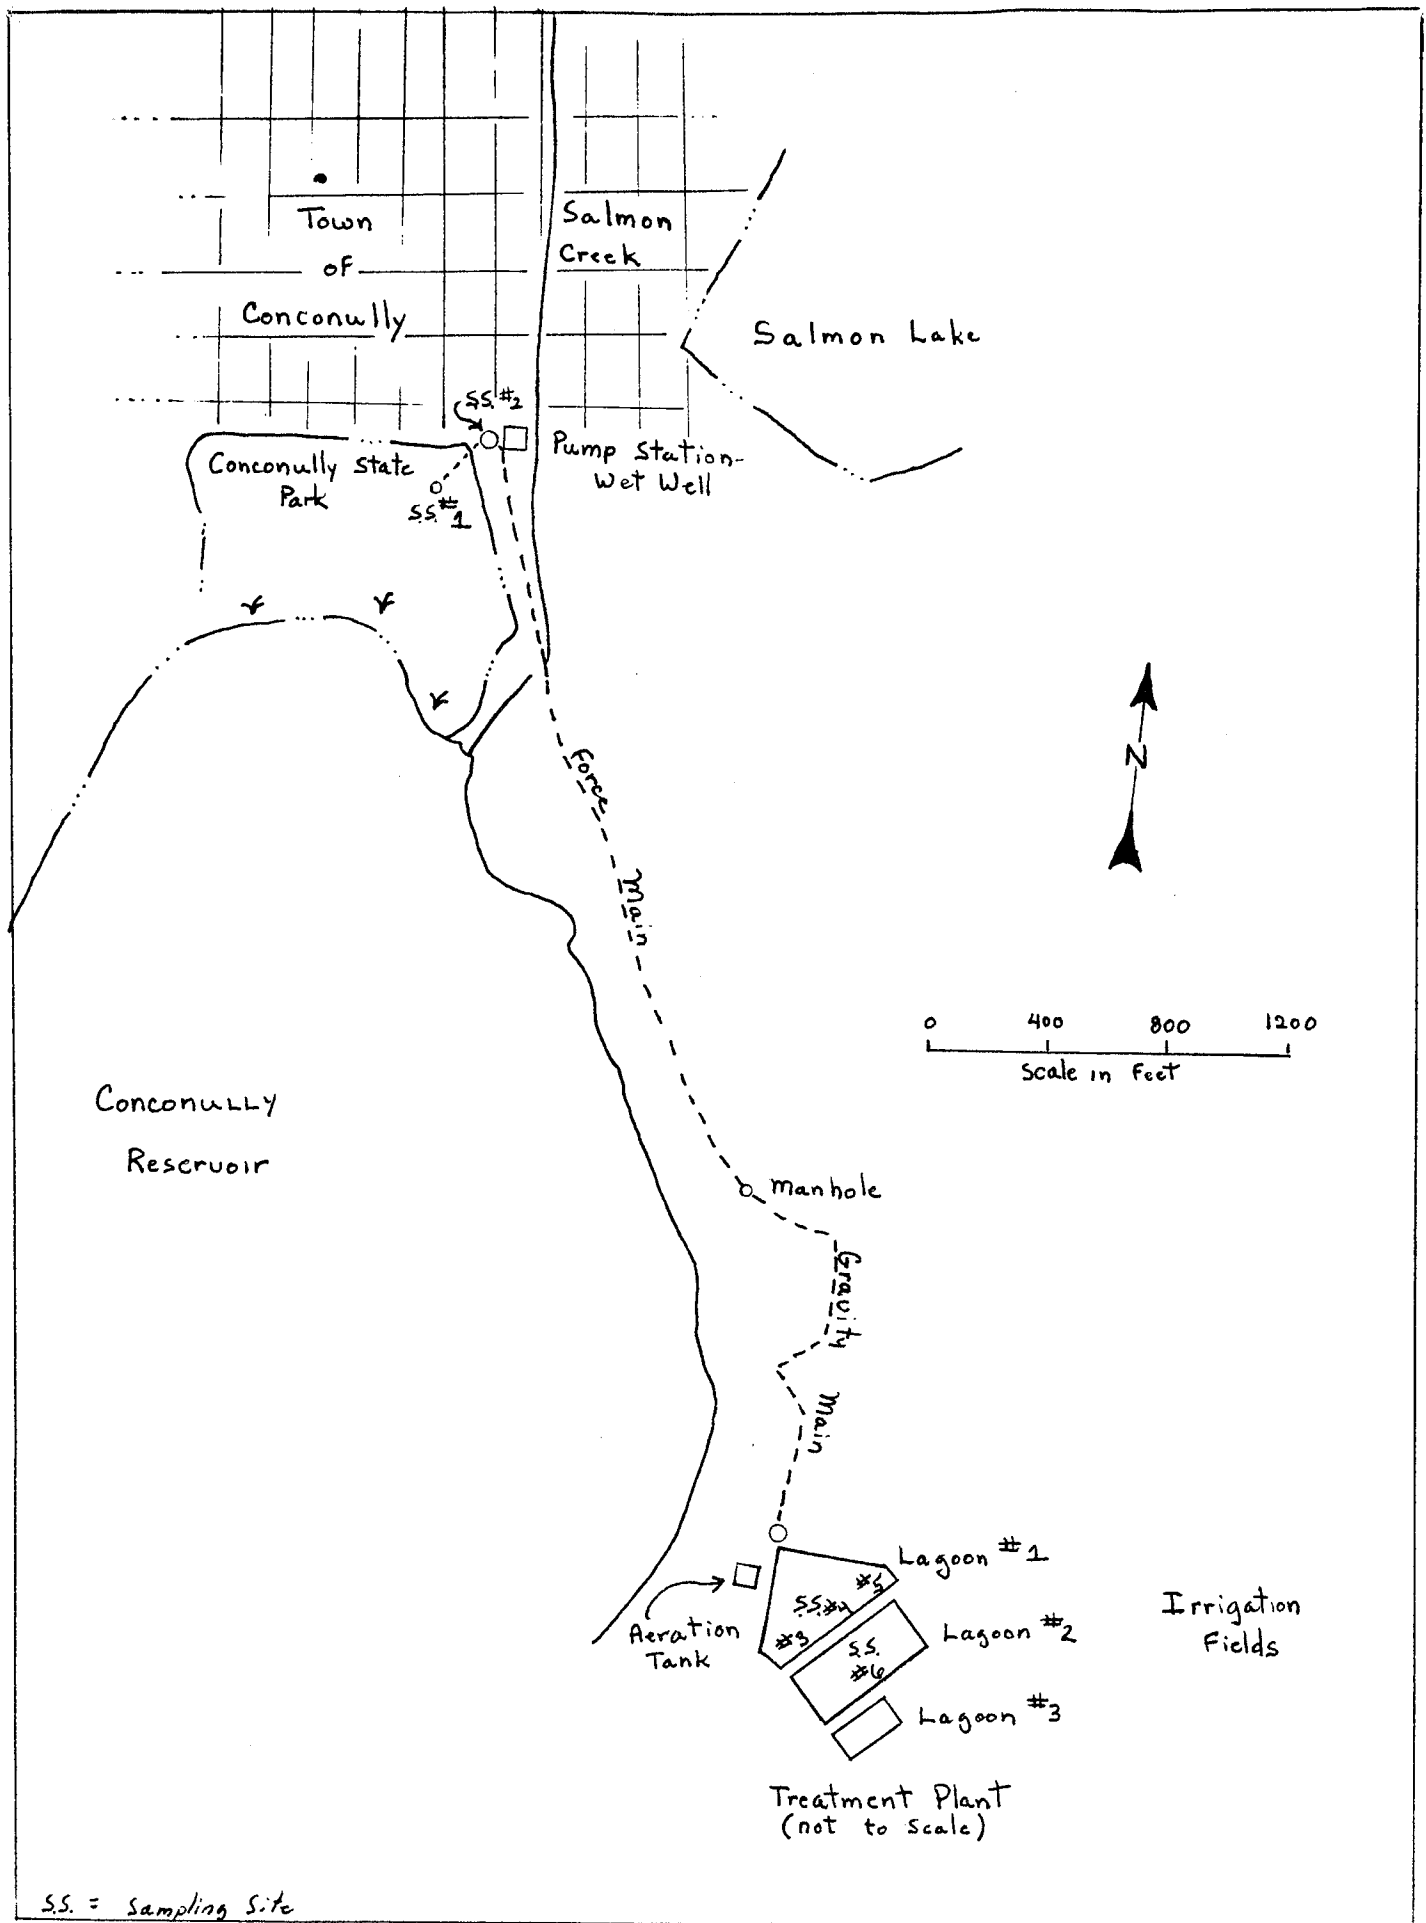 Town
of
Conconully
Salmon
Creek
Salmon Lake
S.S. #2
Pump Station-
Wet Well
Conconully State
Park
S.S. #1
Force
Main
N
0 400 800 1200
Scale in Feet
Conconully
Reservoir
Manhole
Gravity
Main
Lagoon #1
#5
S.S. #4
#3
Aeration
Tank
Lagoon #2
S.S.
#6
Irrigation
Fields
Lagoon #3
Treatment Plant
(not to scale)
S.S. = Sampling Site